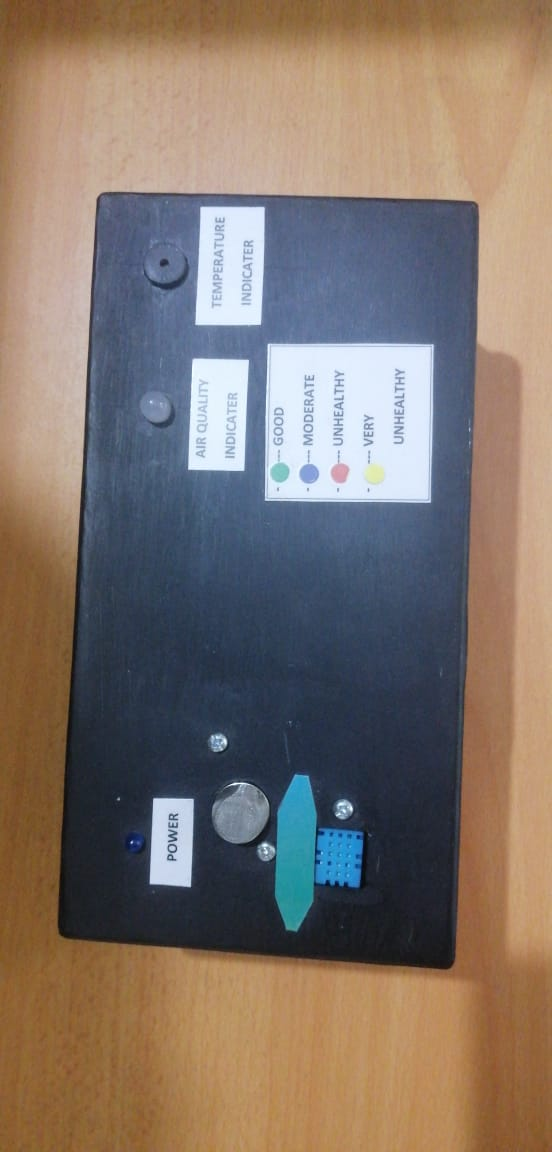 POWER
AIR QUALITY
INDICATER
TEMPERATURE
INDICATER
- ---- GOOD
- ---- MODERATE
- ---- UNHEALTHY
- ---- VERY
UNHEALTHY